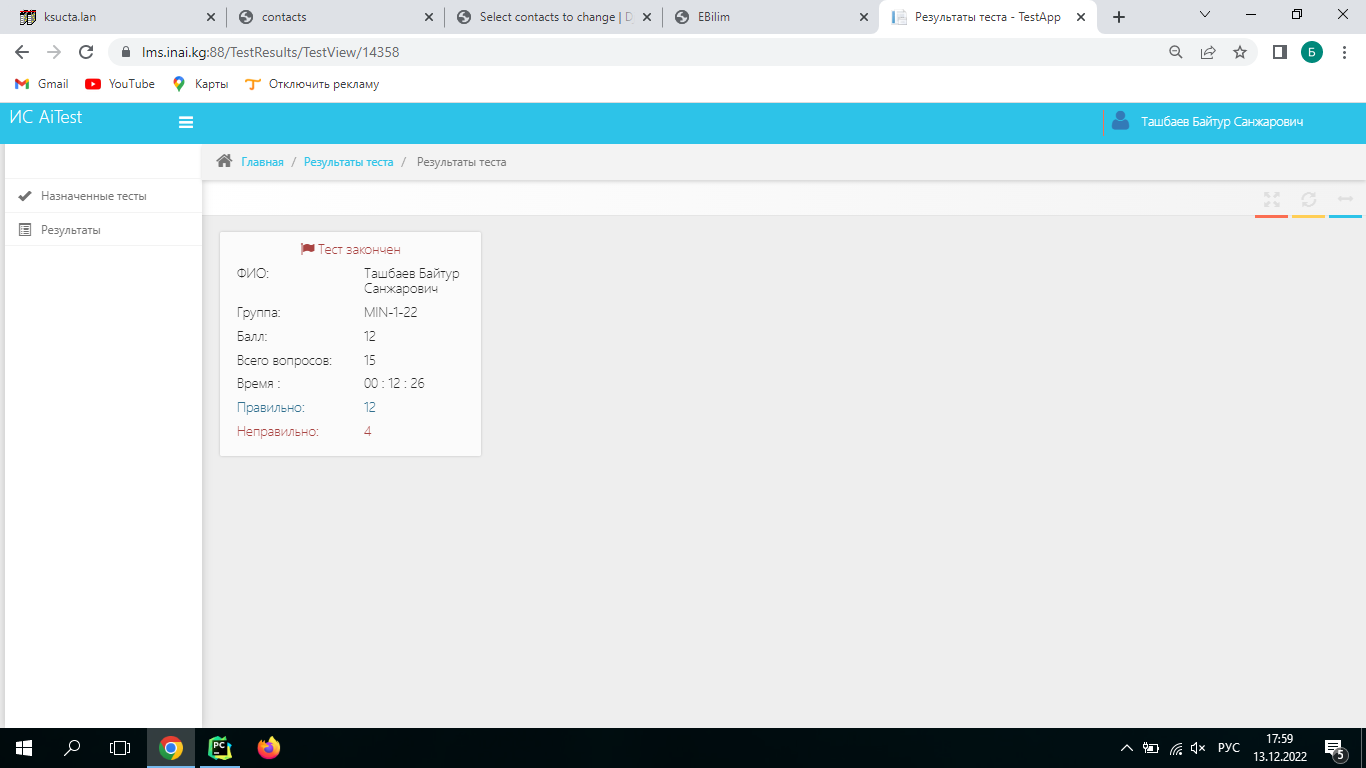 ksucta.lan
contacts
Select contacts to change | D
EBilim
Результаты теста - TestApp
lms.inai.kg:88/TestResults/TestView/14358
Б
Gmail
YouTube
Карты
Отключить рекламу
ИС AiTest
Ташбаев Байтур Санжарович
Главная / Результаты теста / Результаты теста
Назначенные тесты
Результаты
Тест закончен
ФИО: Ташбаев Байтур
Санжарович
Группа: MIN-1-22
Балл: 12
Всего вопросов: 15
Время : 00 : 12 : 26
Правильно: 12
Неправильно: 4
PC
РУС
17:59
13.12.2022
5